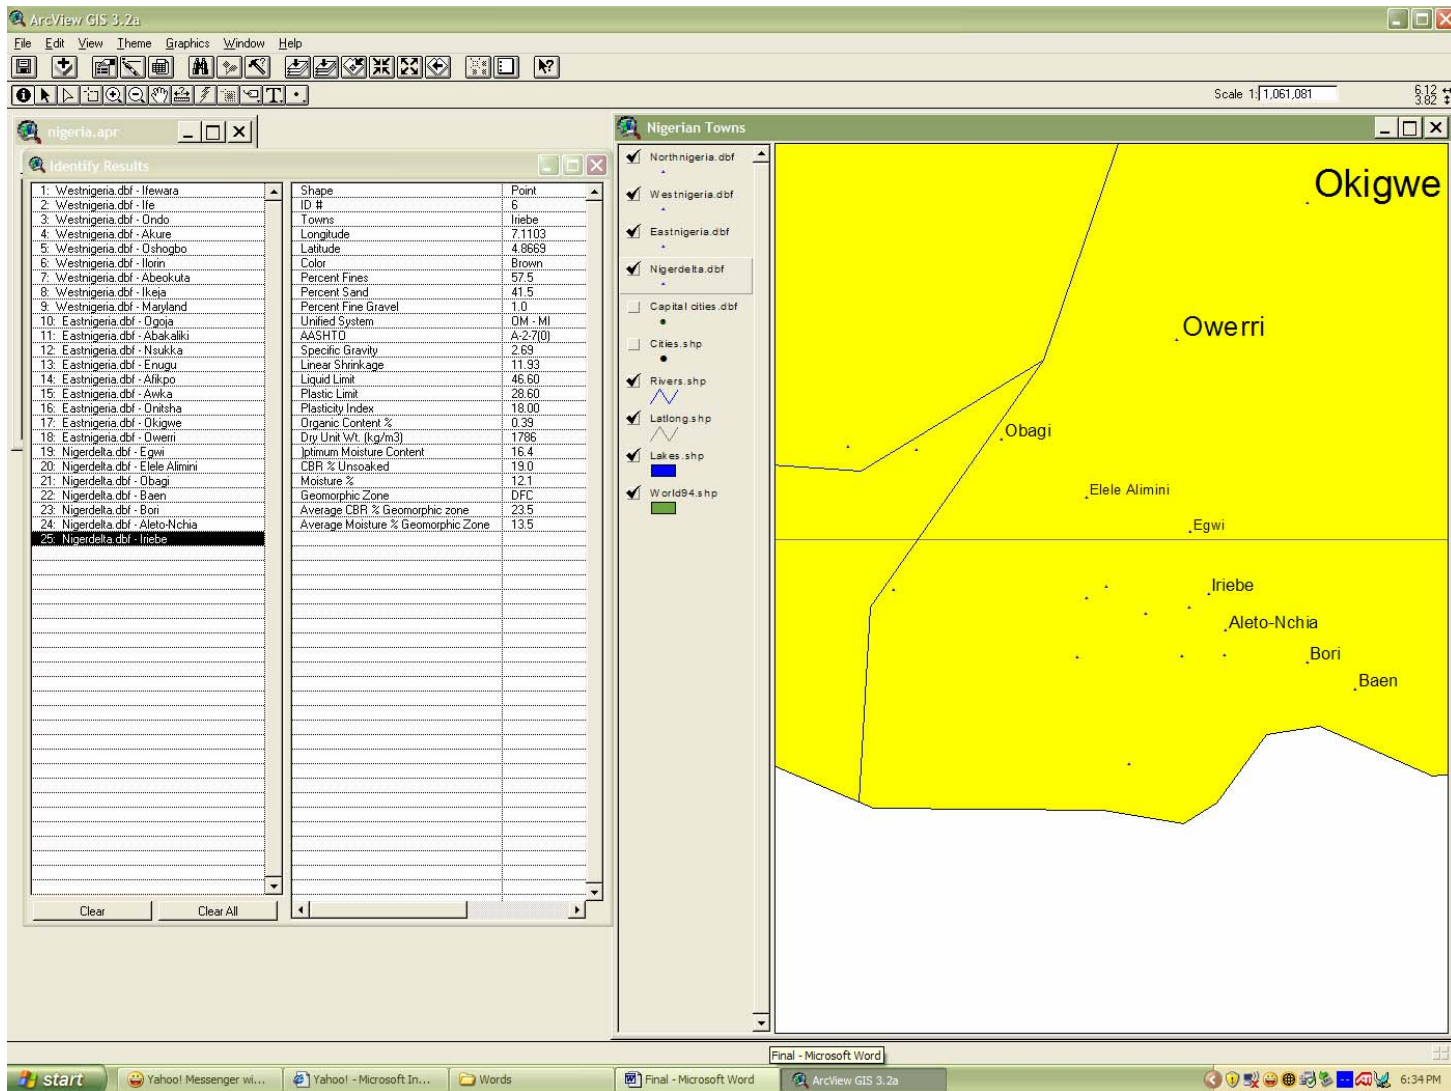 ArcView GIS 3.2a
File Edit View Theme Graphics Window Help
Scale 1: 1,061,081
6.12
3.82
nigeria.apr
Identify Results
1: Westnigeria.dbf - Ifewara
2: Westnigeria.dbf - Ife
3: Westnigeria.dbf - Ondo
4: Westnigeria.dbf - Akure
5: Westnigeria.dbf - Oshogbo
6: Westnigeria.dbf - Ilorin
7: Westnigeria.dbf - Abeokuta
8: Westnigeria.dbf - Ikeja
9: Westnigeria.dbf - Maryland
10: Eastnigeria.dbf - Ogoja
11: Eastnigeria.dbf - Abakaliki
12: Eastnigeria.dbf - Nsukka
13: Eastnigeria.dbf - Enugu
14: Eastnigeria.dbf - Afikpo
15: Eastnigeria.dbf - Awka
16: Eastnigeria.dbf - Onitsha
17: Eastnigeria.dbf - Okigwe
18: Eastnigeria.dbf - Owerri
19: Nigerdelta.dbf - Egwi
20: Nigerdelta.dbf - Elele Alimini
21: Nigerdelta.dbf - Obagi
22: Nigerdelta.dbf - Baen
23: Nigerdelta.dbf - Bori
24: Nigerdelta.dbf - Aleto-Nchia
25: Nigerdelta.dbf - Iriebe
Shape Point
ID # 6
Towns Iriebe
Longitude 7.1103
Latitude 4.8669
Color Brown
Percent Fines 57.5
Percent Sand 41.5
Percent Fine Gravel 1.0
Unified System OM - MI
AASHTO A-2-7(0)
Specific Gravity 2.69
Linear Shrinkage 11.93
Liquid Limit 46.60
Plastic Limit 28.60
Plasticity Index 18.00
Organic Content % 0.39
Dry Unit Wt. (kg/m3) 1786
)ptimum Moisture Content 16.4
CBR % Unsoaked 19.0
Moisture % 12.1
Geomorphic Zone DFC
Average CBR % Geomorphic zone 23.5
Average Moisture % Geomorphic Zone 13.5
Clear Clear All
Nigerian Towns
Northnigeria.dbf
Westnigeria.dbf
Eastnigeria.dbf
Nigerdelta.dbf
Capital cities.dbf
Cities.shp
Rivers.shp
Latlong.shp
Lakes.shp
World94.shp
Okigwe
Owerri
Obagi
Elele Alimini
Egwi
Iriebe
Aleto-Nchia
Bori
Baen
Final - Microsoft Word
start Yahoo! Messenger wi... Yahoo! - Microsoft In... Words Final - Microsoft Word ArcView GIS 3.2a 6:34 PM